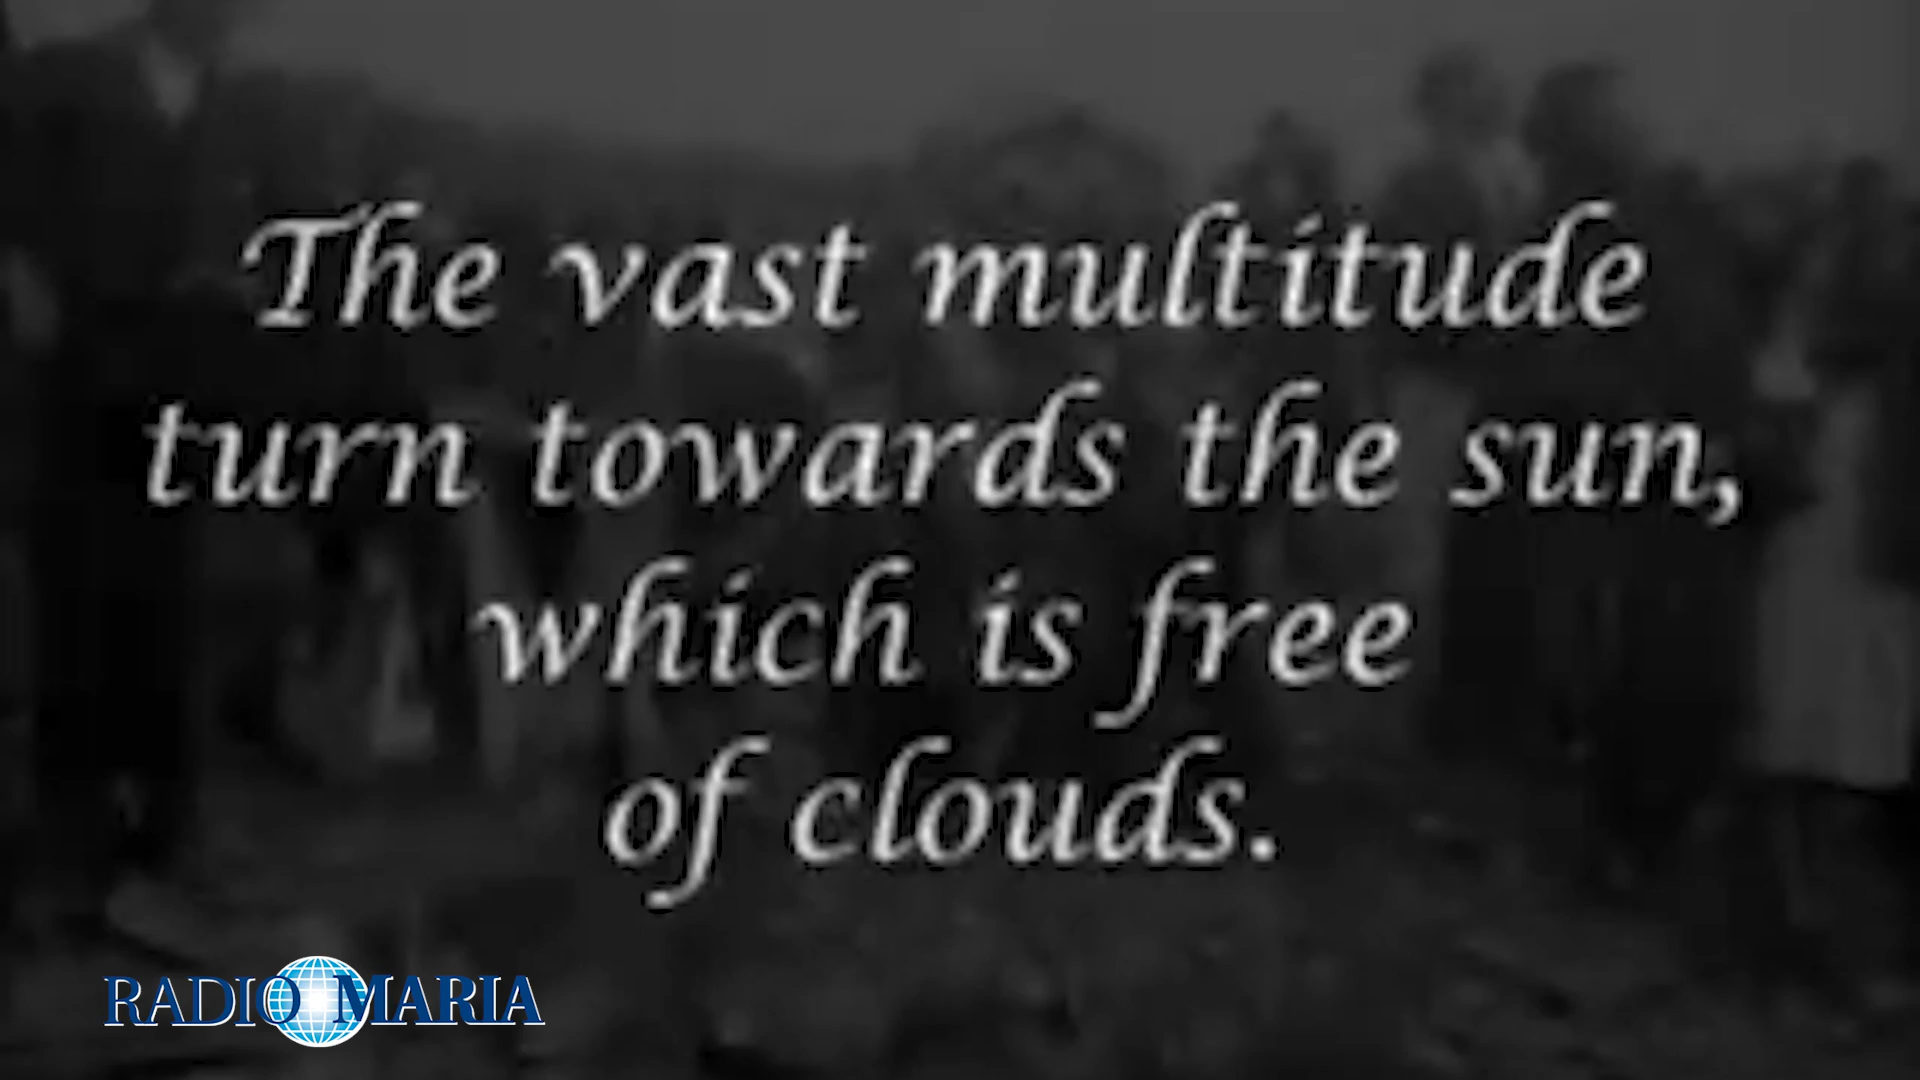 The vast multitude
turn towards the sun,
which is free
of clouds.
RADIO MARIA